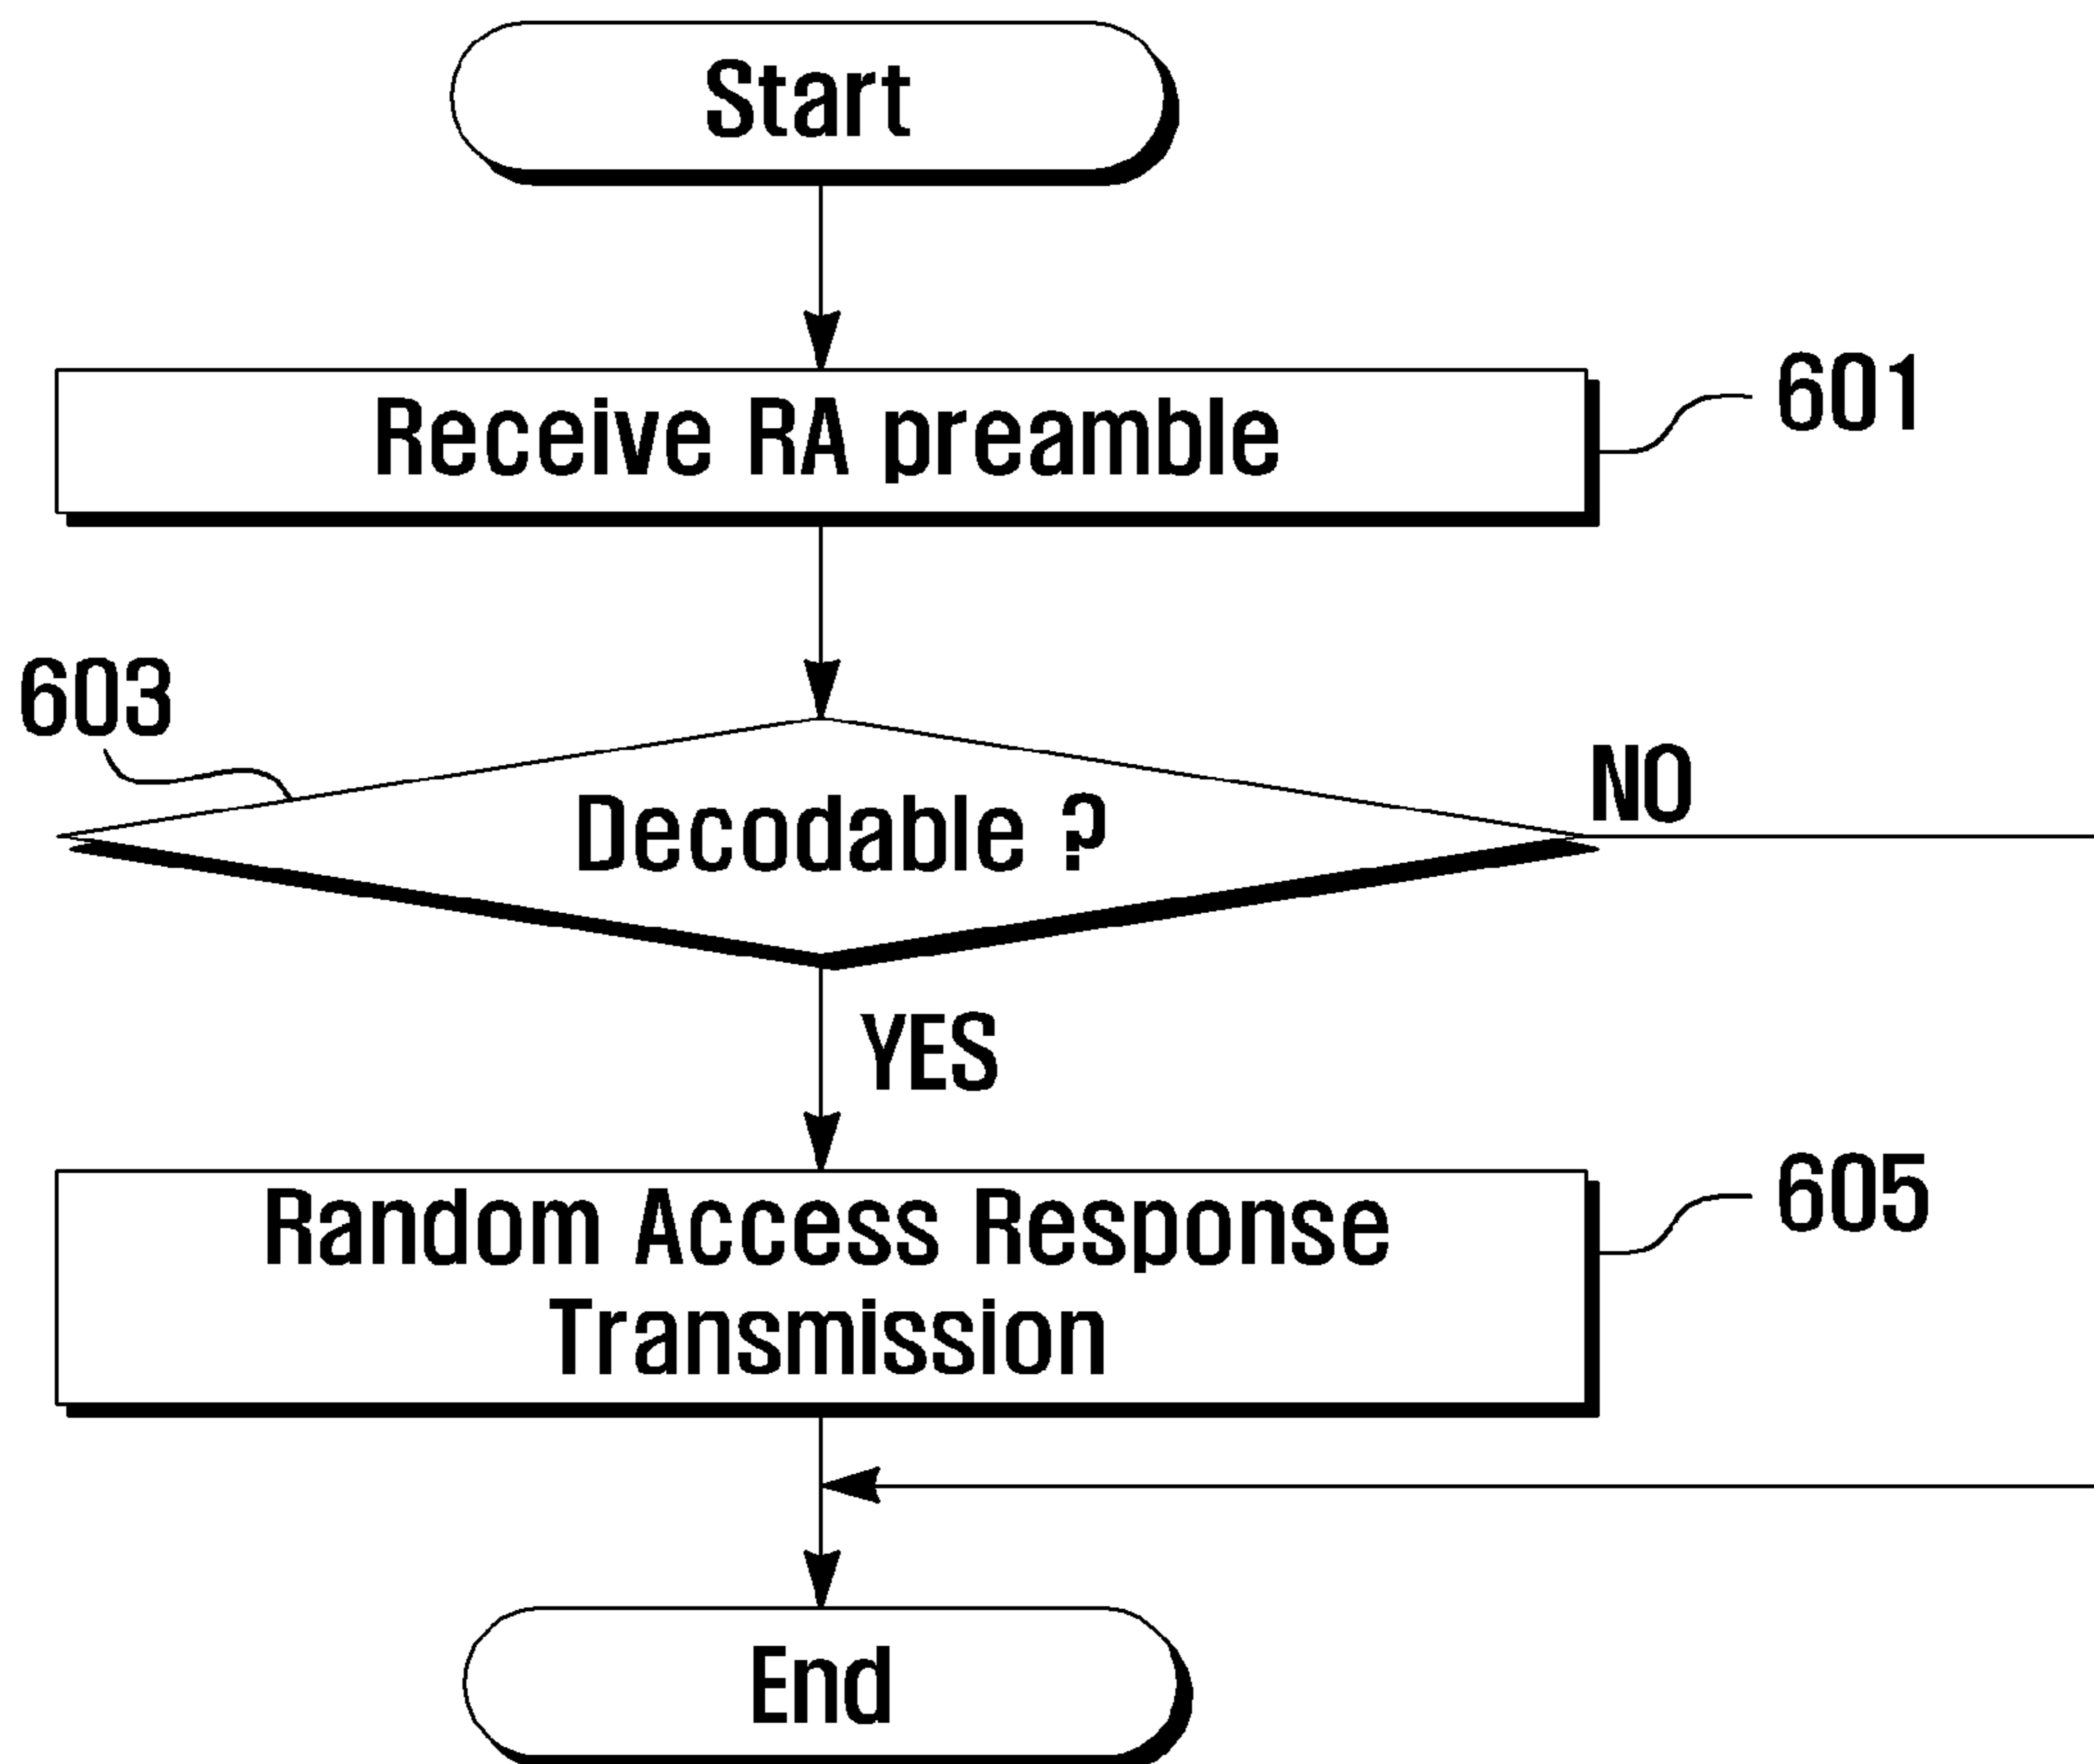 Start
Receive RA preamble
601
603
Decodable ?
NO
YES
Random Access Response
Transmission
605
End